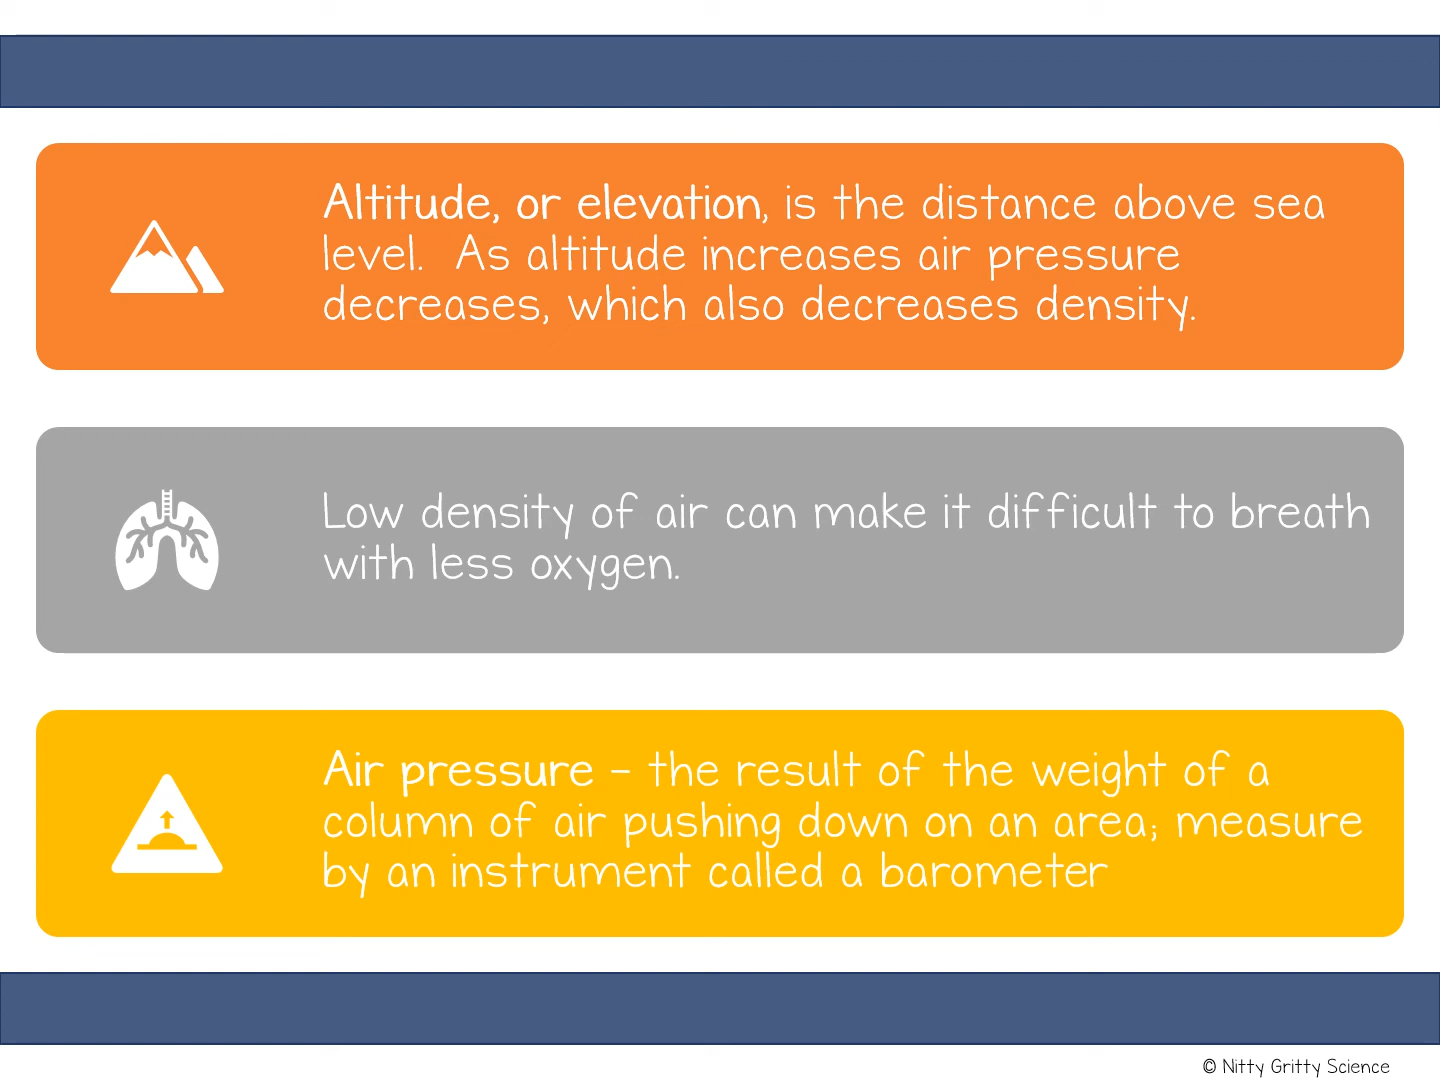 Altitude, or elevation, is the distance above sea
level.  As altitude increases air pressure
decreases, which also decreases density.
Low density of air can make it difficult to breath
with less oxygen.
Air pressure – the result of the weight of a
column of air pushing down on an area; measure
by an instrument called a barometer
© Nitty Gritty Science